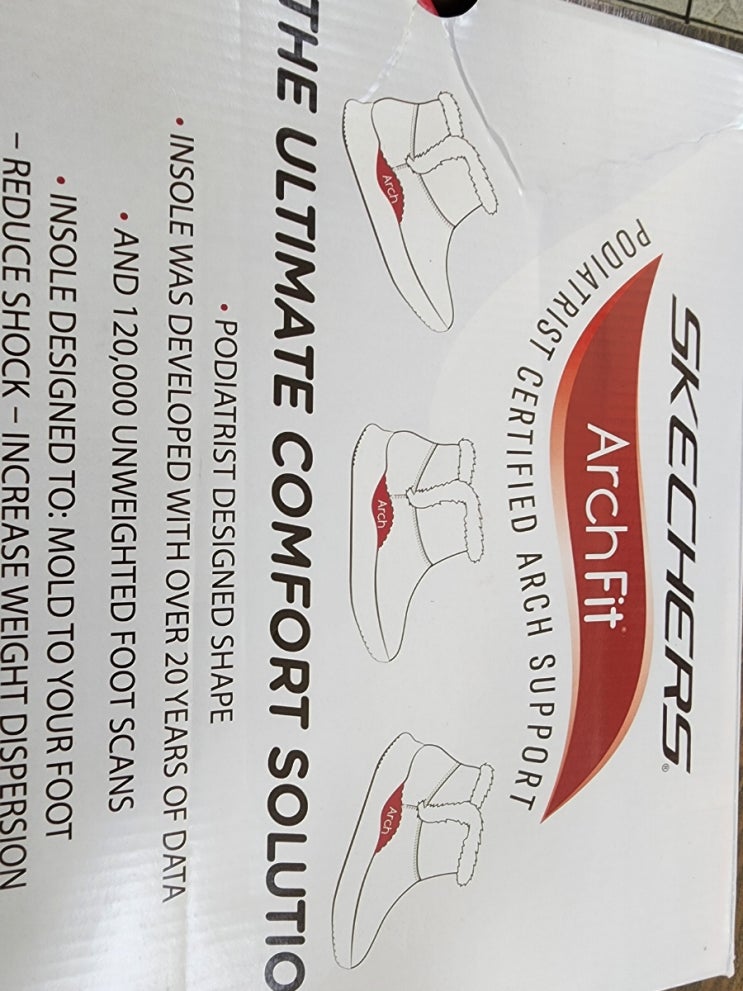 SKECHERS®
ArchFit®
PODIATRIST CERTIFIED ARCH SUPPORT
Arch
Arch
Arch
THE ULTIMATE COMFORT SOLUTIO
• PODIATRIST DESIGNED SHAPE
• INSOLE WAS DEVELOPED WITH OVER 20 YEARS OF DATA
• AND 120,000 UNWEIGHTED FOOT SCANS
• INSOLE DESIGNED TO: MOLD TO YOUR FOOT
– REDUCE SHOCK – INCREASE WEIGHT DISPERSION